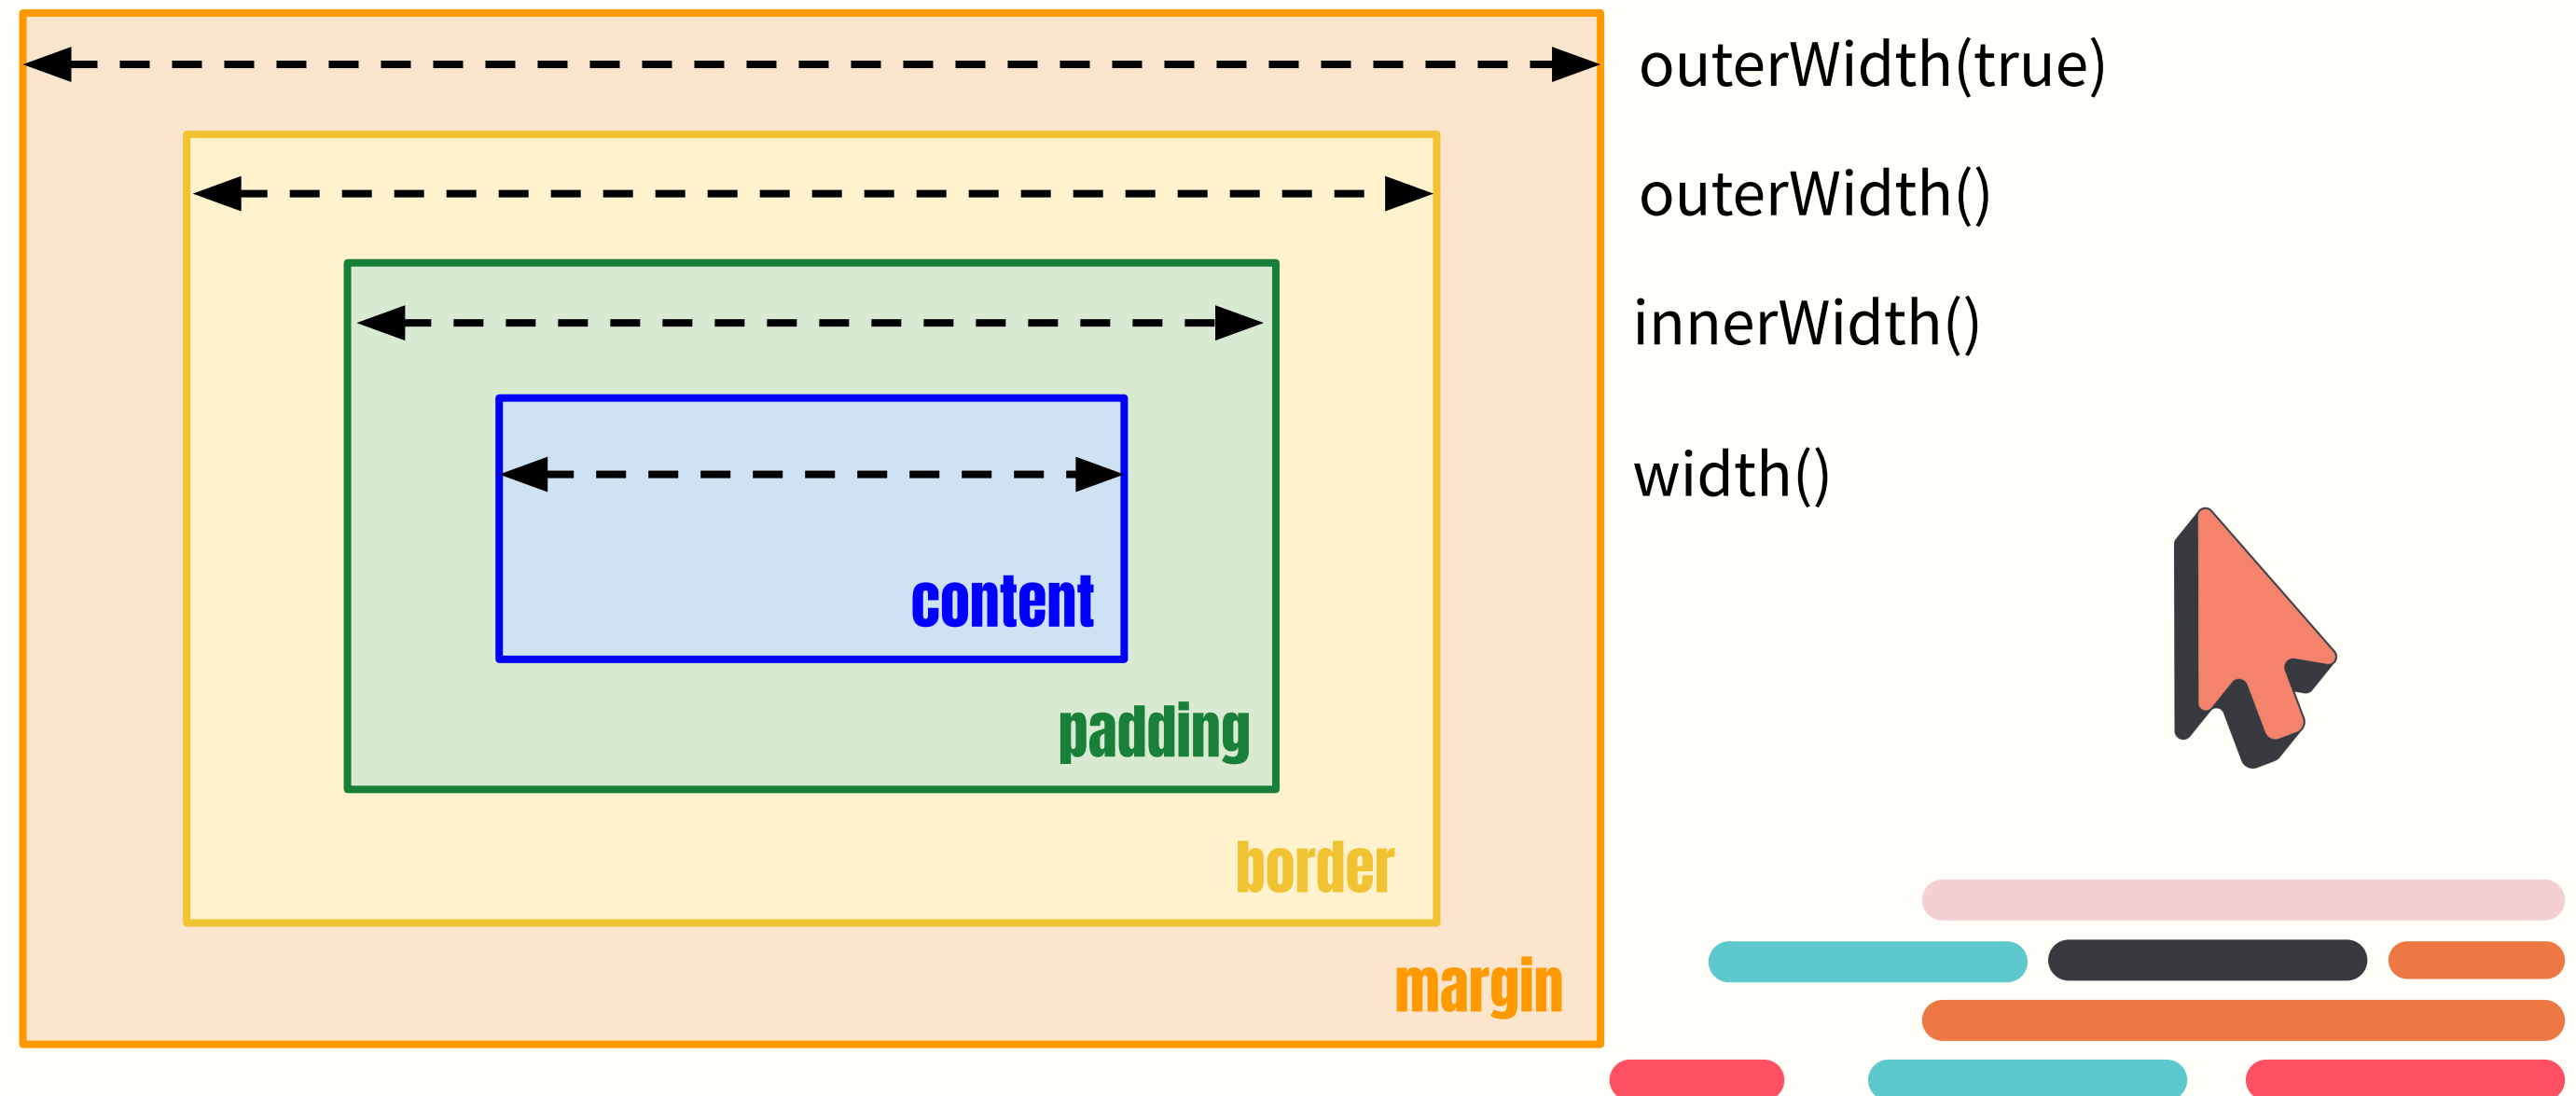 outerWidth(true)
outerWidth()
innerWidth()
width()
content
padding
border
margin